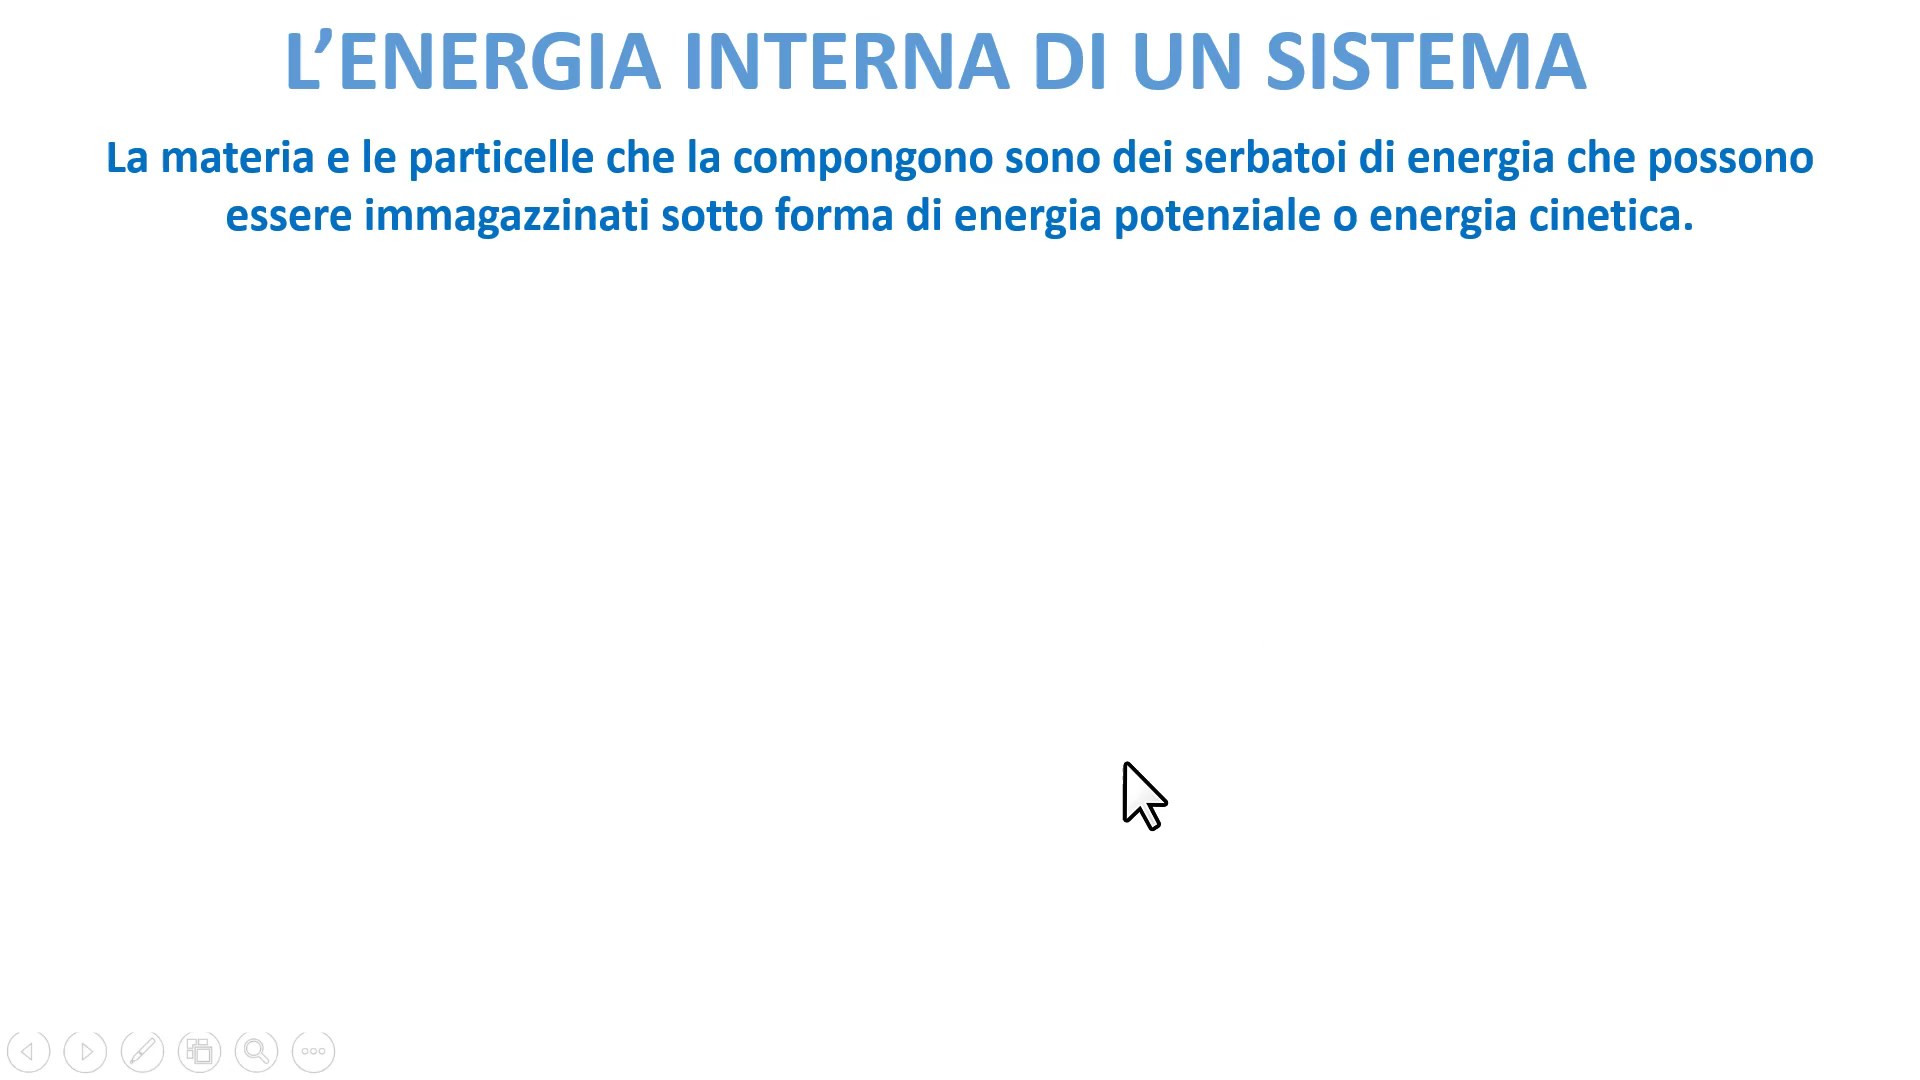 L’ENERGIA INTERNA DI UN SISTEMA
La materia e le particelle che la compongono sono dei serbatoi di energia che possono
essere immagazzinati sotto forma di energia potenziale o energia cinetica.